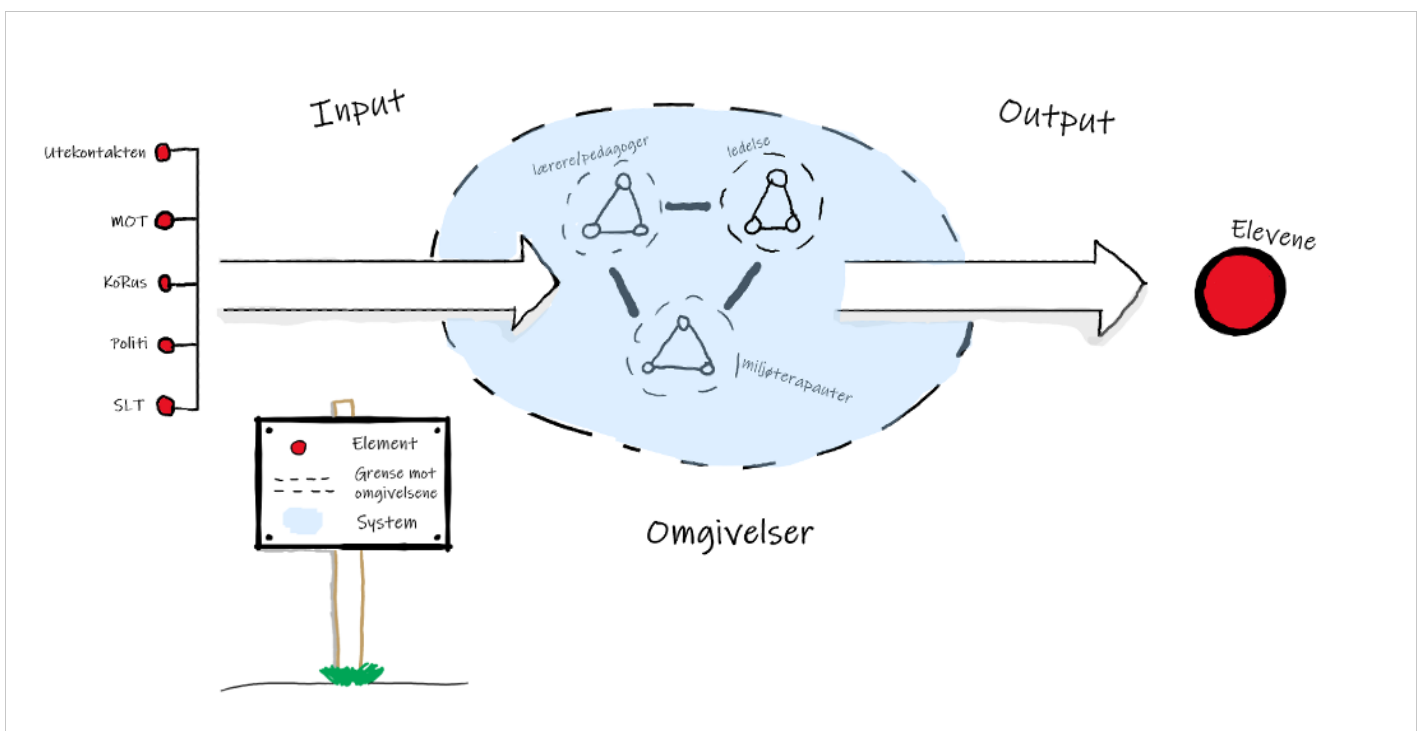 Input
Output
Utekontakten
MOT
KoRus
Politi
SLT
lærere/pedagoger
ledelse
miljøterapauter
Elevene
Element
Grense mot
omgivelsene
System
Omgivelser